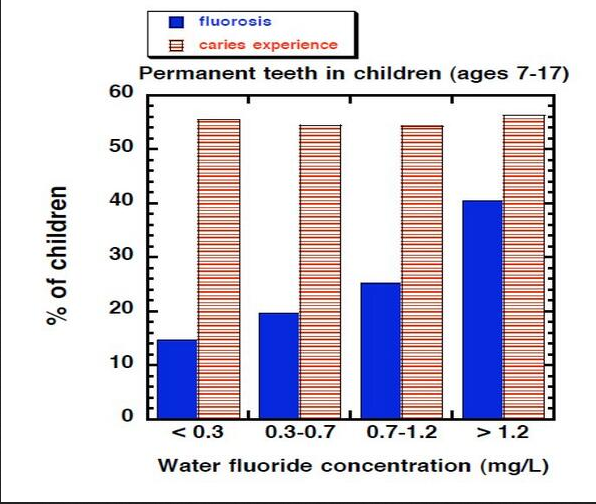 fluorosis
caries experience
Permanent teeth in children (ages 7-17)
60
50
40
30
20
10
0
% of children
< 0.3 0.3-0.7 0.7-1.2 > 1.2
Water fluoride concentration (mg/L)